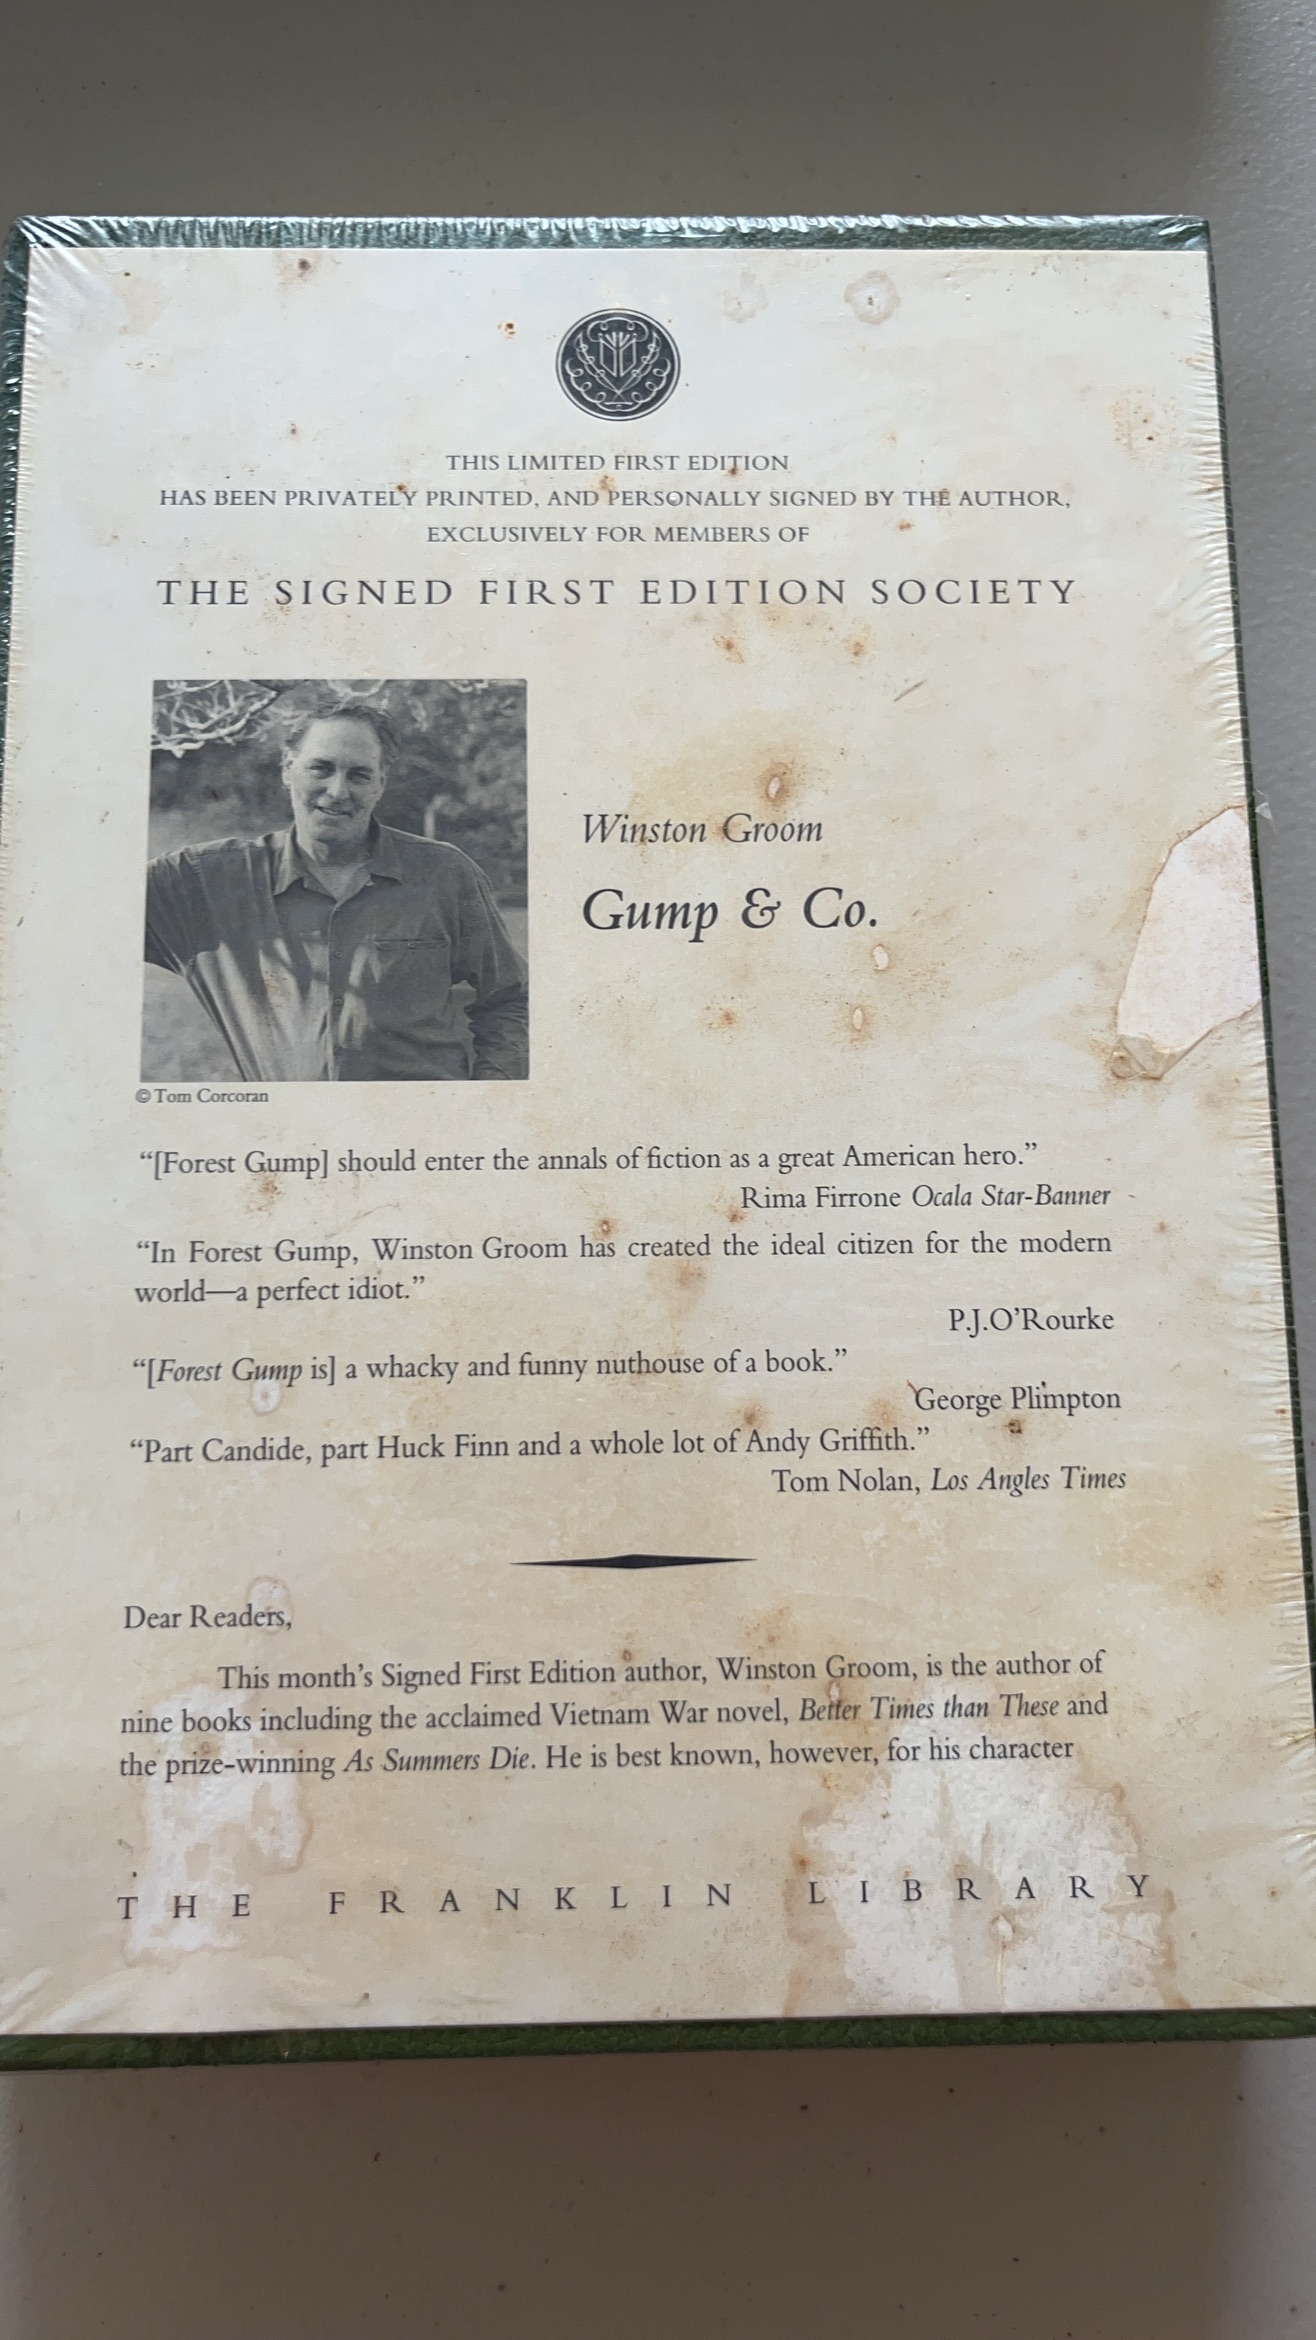 THIS LIMITED FIRST EDITION
HAS BEEN PRIVATELY PRINTED, AND PERSONALLY SIGNED BY THE AUTHOR,
EXCLUSIVELY FOR MEMBERS OF
THE SIGNED FIRST EDITION SOCIETY
Winston Groom
Gump & Co.
© Tom Corcoran
“[Forest Gump] should enter the annals of fiction as a great American hero.”
Rima Firrone Ocala Star-Banner
“In Forest Gump, Winston Groom has created the ideal citizen for the modern
world—a perfect idiot.”
P.J.O’Rourke
“[Forest Gump is] a whacky and funny nuthouse of a book.”
George Plimpton
“Part Candide, part Huck Finn and a whole lot of Andy Griffith.”
Tom Nolan, Los Angles Times
Dear Readers,
This month’s Signed First Edition author, Winston Groom, is the author of
nine books including the acclaimed Vietnam War novel, Better Times than These and
the prize-winning As Summers Die. He is best known, however, for his character
THE FRANKLIN LIBRARY